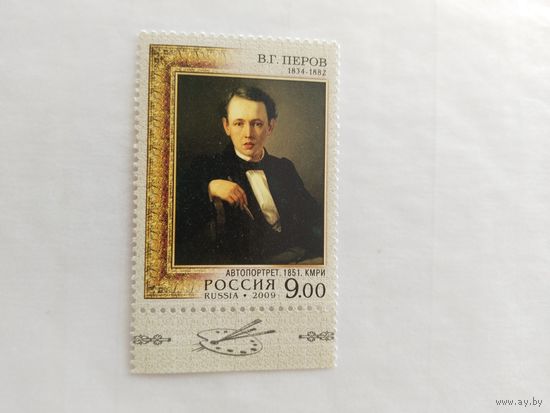 В.Г. ПЕРОВ
1834-1882
АВТОПОРТРЕТ. 1851. КМРИ
РОССИЯ 9.00
RUSSIA • 2009
www.ay.by